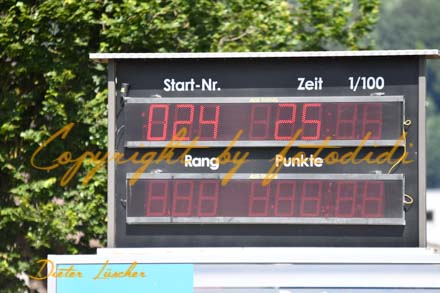 Start-Nr. Zeit 1/100
024 25
Copyright by fotodidi
Rang Punkte
Dieter Lüscher